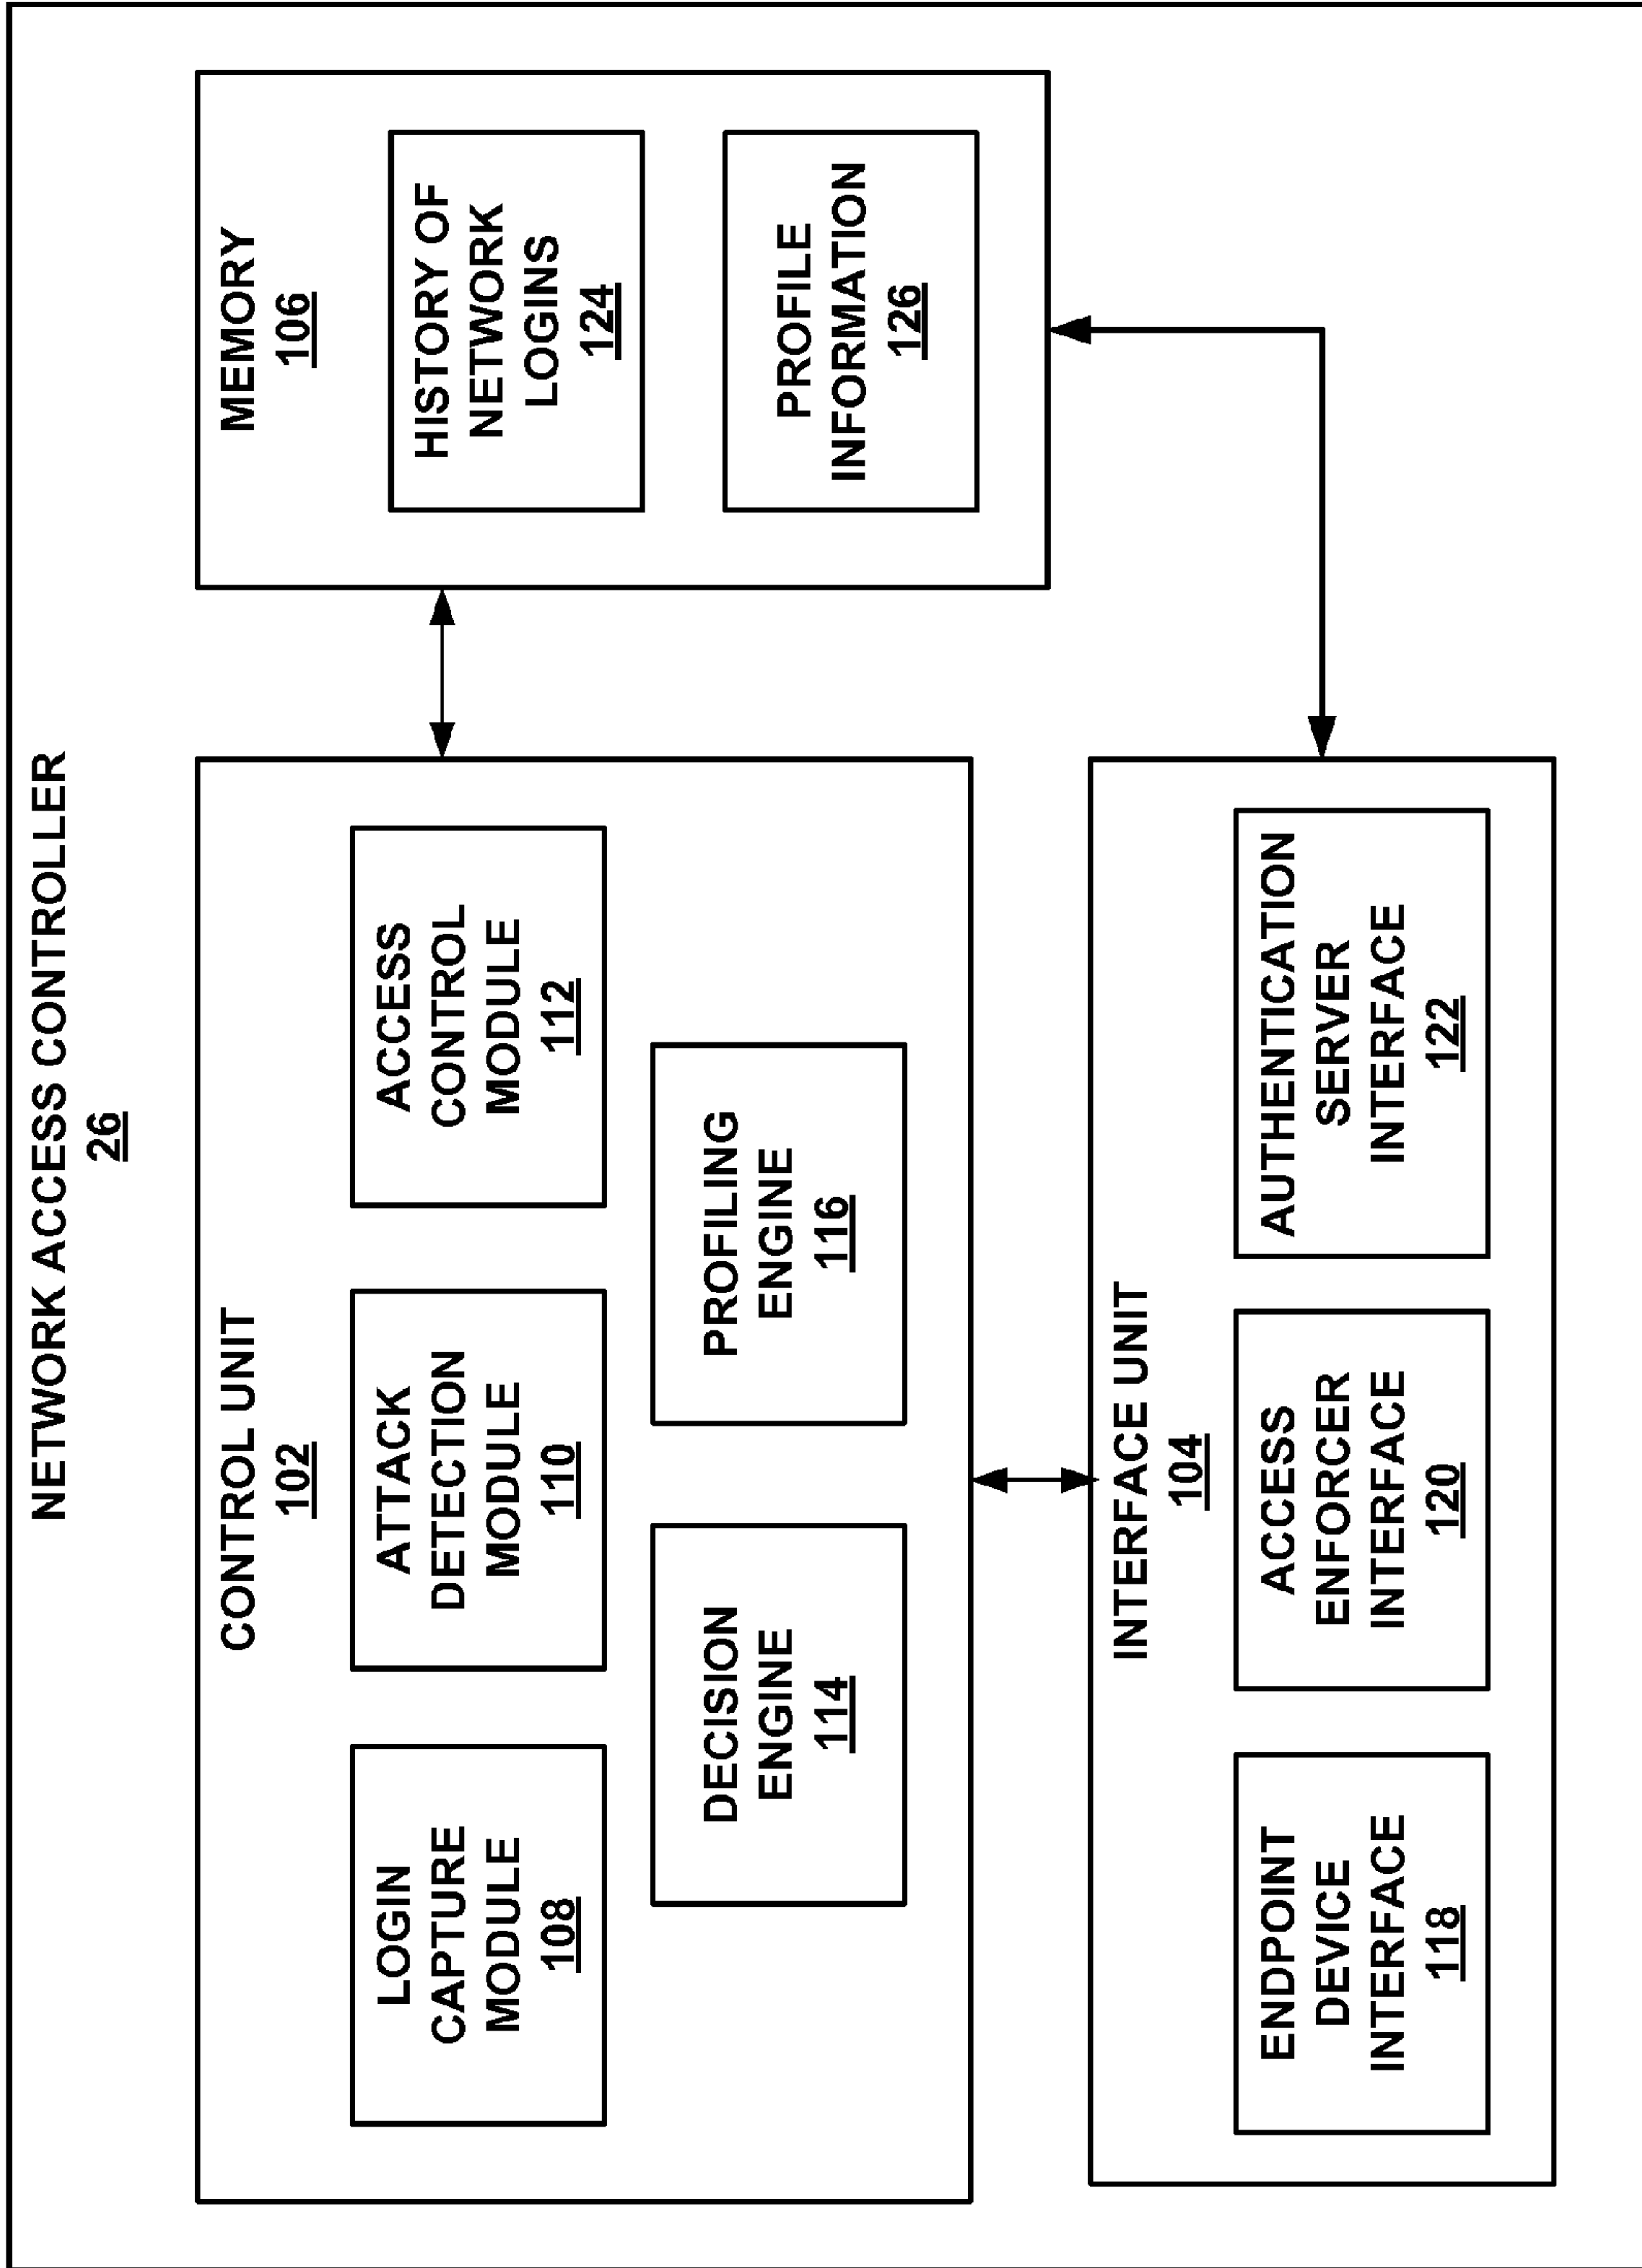 NETWORK ACCESS CONTROLLER
26
CONTROL UNIT
102
LOGIN
CAPTURE
MODULE
108
ATTACK
DETECTION
MODULE
110
ACCESS
CONTROL
MODULE
112
DECISION
ENGINE
114
PROFILING
ENGINE
116
MEMORY
106
HISTORY OF
NETWORK
LOGINS
124
PROFILE
INFORMATION
126
INTERFACE UNIT
104
ENDPOINT
DEVICE
INTERFACE
118
ACCESS
ENFORCER
INTERFACE
120
AUTHENTICATION
SERVER
INTERFACE
122